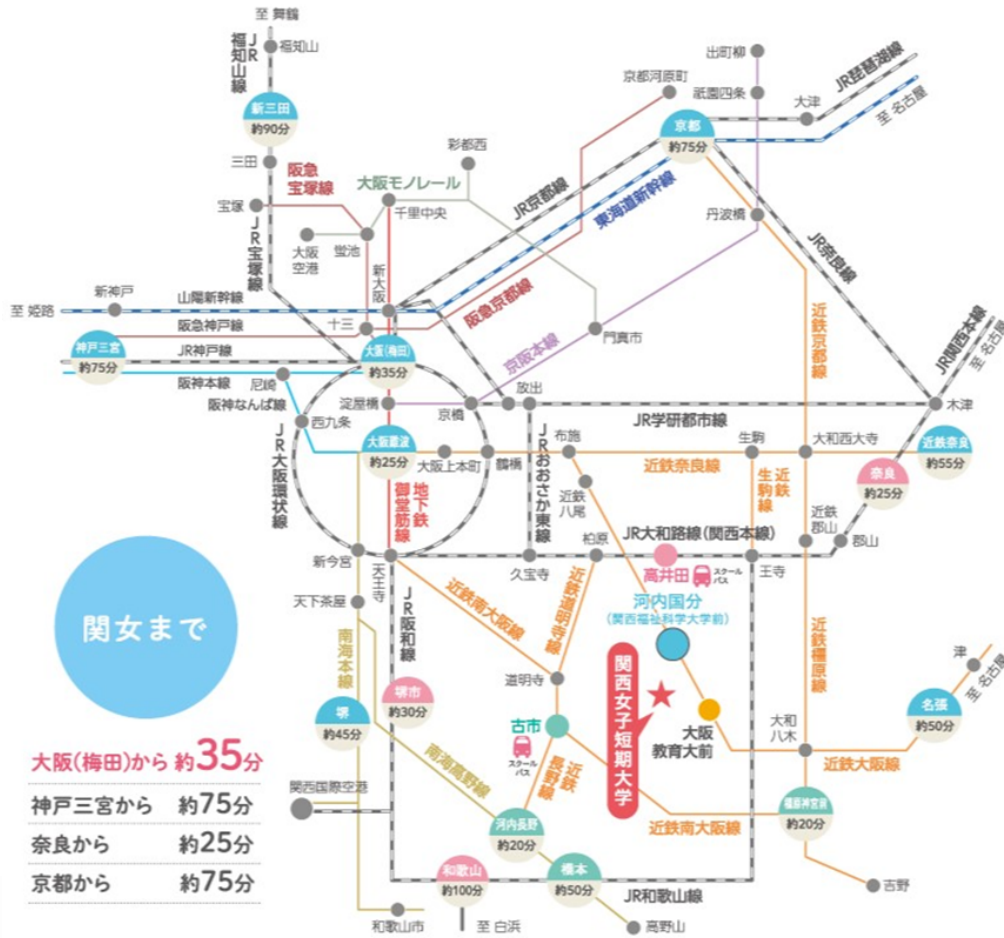 至 舞鶴
JR福知山線
福知山
新三田
約90分
三田
阪急
宝塚線
宝塚
JR宝塚線
大阪モノレール
彩都西
千里中央
大阪
空港
蛍池
新大阪
京都河原町
出町柳
祇園四条
大津
JR琵琶湖線
至 名古屋
京都
約75分
JR京都線
東海道新幹線
丹波橋
JR奈良線
至 姫路
新神戸
山陽新幹線
十三
阪急京都線
阪急神戸線
門真市
京阪本線
近鉄京都線
JR関西本線
至 名古屋
神戸三宮
約75分
JR神戸線
大阪(梅田)
約35分
阪神本線
尼崎
阪神なんば線
西九条
淀屋橋
京橋
放出
JR学研都市線
木津
JR大阪環状線
大阪難波
約25分
大阪上本町
鶴橋
JRおおさか東線
布施
近鉄
八尾
生駒
近鉄奈良線
近鉄
生駒線
大和西大寺
近鉄奈良
約55分
奈良
約25分
地下鉄
御堂筋線
近鉄
郡山
郡山
新今宮
天王寺
久宝寺
柏原
JR大和路線(関西本線)
高井田
スクール
バス
王寺
天下茶屋
JR阪和線
近鉄南大阪線
近鉄道明寺線
河内国分
(関西福祉科学大学前)
関女まで
南海本線
堺市
約30分
堺
約45分
道明寺
古市
スクール
バス
関西女子短期大学
大阪
教育大前
近鉄橿原線
大和
八木
近鉄大阪線
津
至 名古屋
名張
約50分
大阪(梅田)から 約35分
神戸三宮から 約75分
奈良から 約25分
京都から 約75分
関西国際空港
南海高野線
近鉄
長野線
河内長野
約20分
近鉄南大阪線
橿原神宮前
約20分
和歌山
約100分
橋本
約50分
JR和歌山線
吉野
和歌山市
至 白浜
高野山